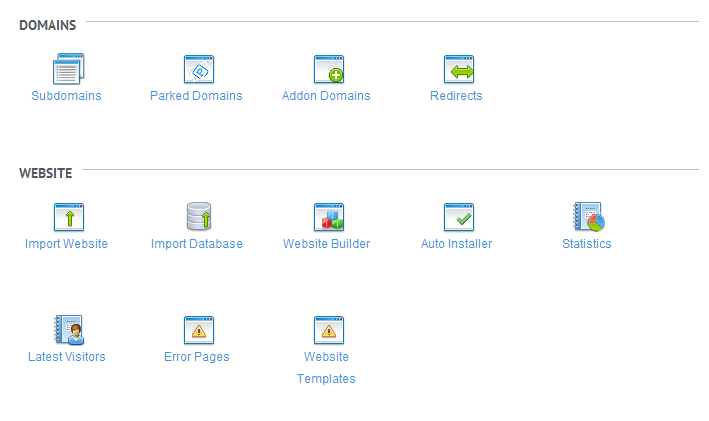 DOMAINS
Subdomains
Parked Domains
Addon Domains
Redirects
WEBSITE
Import Website
Import Database
Website Builder
Auto Installer
Statistics
Latest Visitors
Error Pages
Website
Templates